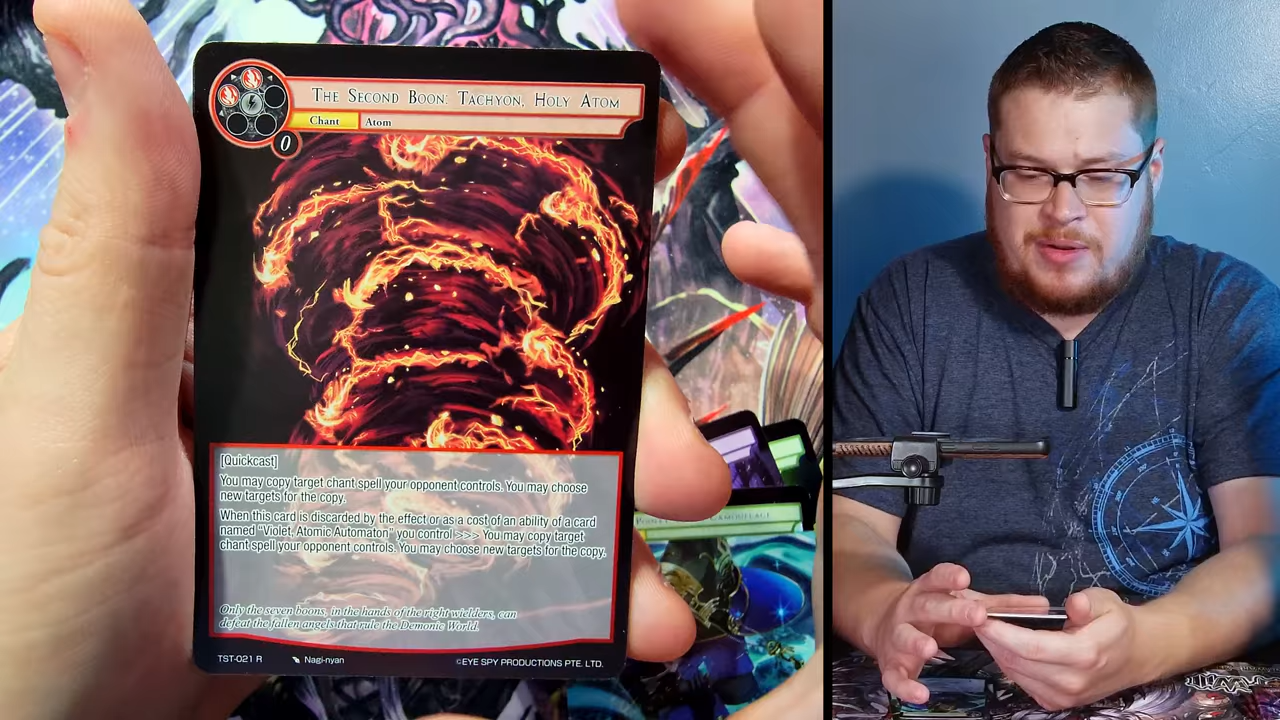 The Second Boon: Tachyon, Holy Atom
Chant Atom
0
[Quickcast]
You may copy target chant spell your opponent controls. You may choose
new targets for the copy.
When this card is discarded by the effect or as a cost of an ability of a card
named "Violet, Atomic Automaton" you control >>> You may copy target
chant spell your opponent controls. You may choose new targets for the copy.
Only the seven boons, in the hands of the right wielders, can
defeat the fallen angels that rule the Demonic World.
TST-021 R Nagi-nyan ©EYE SPY PRODUCTIONS PTE. LTD.